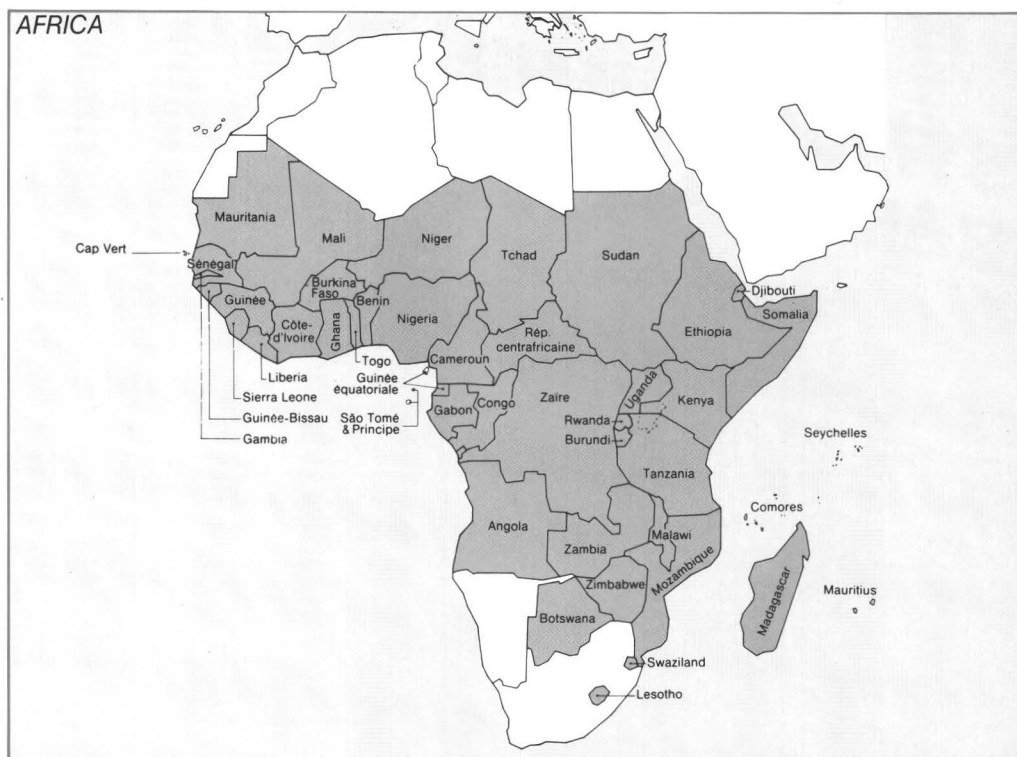 AFRICA
Mauritania
Mali
Niger
Tchad
Sudan
Cap Vert
Sénégal
Burkina
Faso
Benin
Djibouti
Guinée
Nigeria
Somalia
Côte-
d'Ivoire
Ghana
Ethiopia
Rép.
centrafricaine
Togo
Cameroun
Liberia
Guinée
équatoriale
Sierra Leone
Gabon
Congo
Zaïre
Uganda
Kenya
Guinée-Bissau
São Tomé
& Principe
Rwanda
Gambia
Burundi
Seychelles
Tanzania
Comores
Angola
Malawi
Zambia
Mozambique
Zimbabwe
Madagascar
Mauritius
Botswana
Swaziland
Lesotho